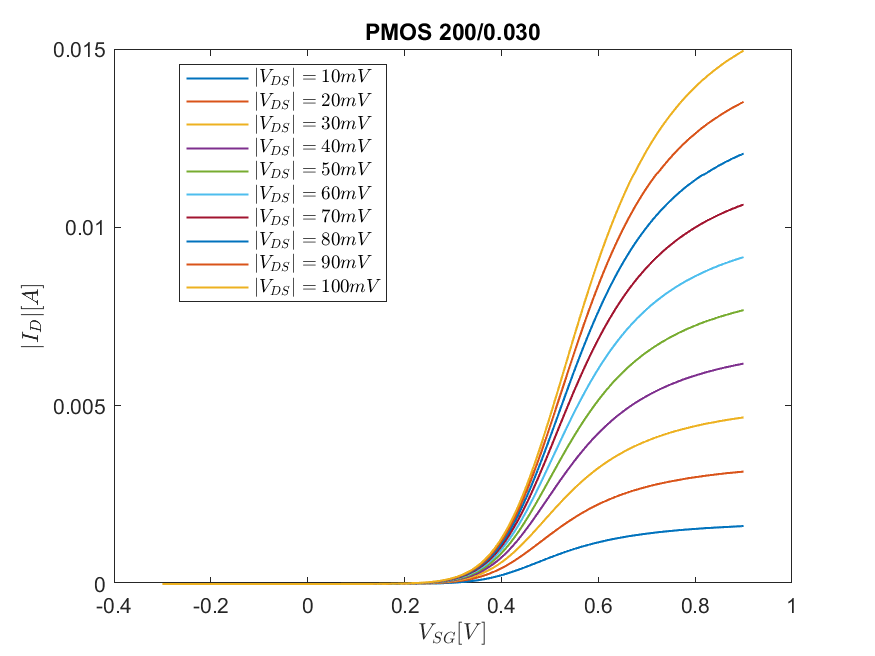 PMOS 200/0.030
0.015
0.01
0.005
0
|I_D|[A]
|V_DS| = 10mV
|V_DS| = 20mV
|V_DS| = 30mV
|V_DS| = 40mV
|V_DS| = 50mV
|V_DS| = 60mV
|V_DS| = 70mV
|V_DS| = 80mV
|V_DS| = 90mV
|V_DS| = 100mV
-0.4 -0.2 0 0.2 0.4 0.6 0.8 1
V_SG[V]